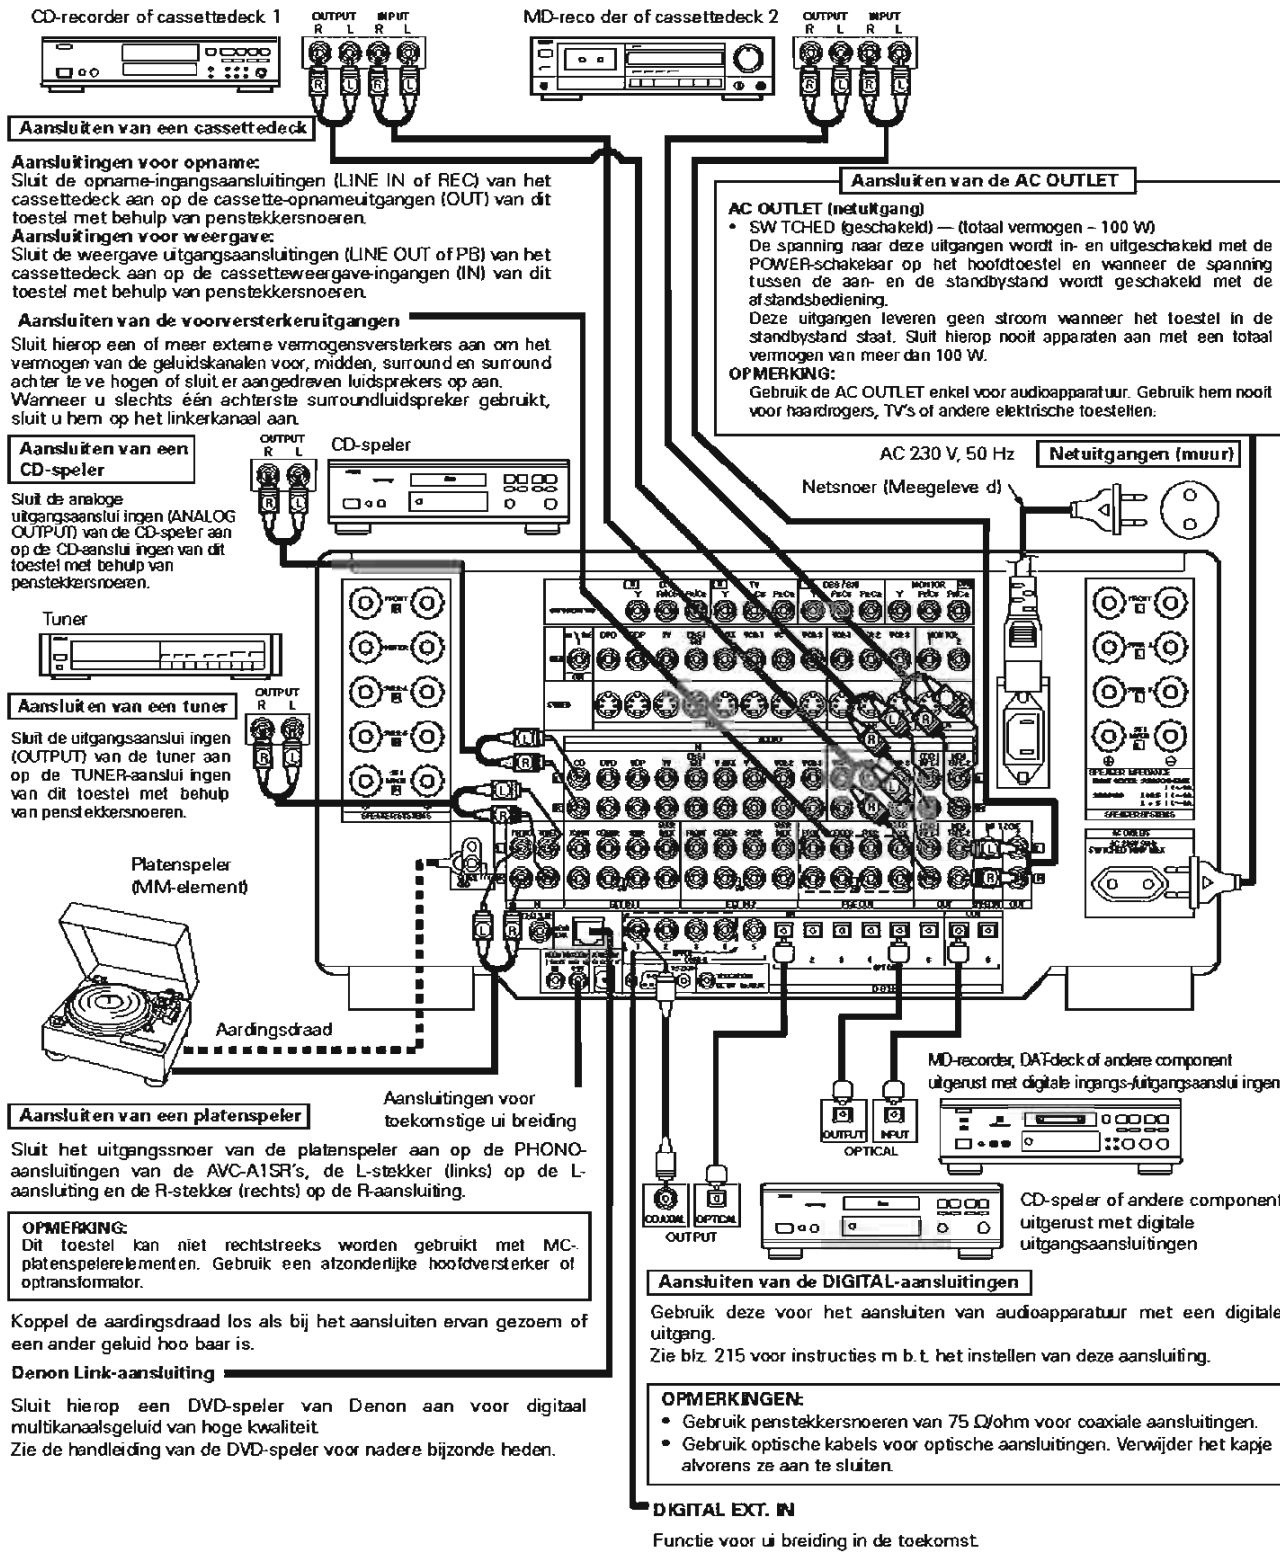 CD-recorder of cassettedeck 1
OUTPUT INPUT
R L R L
R L R L
MD-reco der of cassettedeck 2
OUTPUT INPUT
R L R L
R L R L
Aansluiten van een cassettedeck
Aansluitingen voor opname:
Sluit de opname-ingangsaansluitingen (LINE IN of REC) van het
cassettedeck aan op de cassette-opnameuitgangen (OUT) van dit
toestel met behulp van penstekkersnoeren.
Aansluitingen voor weergave:
Sluit de weergave uitgangsaansluitingen (LINE OUT of PB) van het
cassettedeck aan op de cassetteweergave-ingangen (IN) van dit
toestel met behulp van penstekkersnoeren.
Aansluiten van de voorversterkeruitgangen
Sluit hierop een of meer externe vermogensversterkers aan om het
vermogen van de geluidskanalen voor, midden, surround en surround
achter te ve hogen of sluit er aangedreven luidsprekers op aan.
Wanneer u slechts één achterste surroundluidspreker gebruikt,
sluit u hem op het linkerkanaal aan.
Aansluiten van de AC OUTLET
AC OUTLET (netuitgang)
• SW TCHED (geschakeld) — (totaal vermogen – 100 W)
De spanning naar deze uitgangen wordt in- en uitgeschakeld met de
POWER-schakelaar op het hoofdtoestel en wanneer de spanning
tussen de aan- en de standbystand wordt geschakeld met de
afstandsbediening.
Deze uitgangen leveren geen stroom wanneer het toestel in de
standbystand staat. Sluit hierop nooit apparaten aan met een totaal
vermogen van meer dan 100 W.
OPMERKING:
Gebruik de AC OUTLET enkel voor audioapparatuur. Gebruik hem nooit
voor haardrogers, TV's of andere elektrische toestellen.
Aansluiten van een
CD-speler
OUTPUT
R L
R L
CD-speler
Sluit de analoge
uitgangsaanslui ingen (ANALOG
OUTPUT) van de CD-speler aan
op de CD-aanslui ingen van dit
toestel met behulp van
penstekkersnoeren.
AC 230 V, 50 Hz
Netuitgangen (muur)
Netsnoer (Meegeleve d)
Tuner
Aansluiten van een tuner
OUTPUT
R L
R L
Sluit de uitgangsaanslui ingen
(OUTPUT) van de tuner aan
op de TUNER-aanslui ingen
van dit toestel met behulp
van penstekkersnoeren.
Platenspeler
(MM-element)
Aardingsdraad
Aansluiten van een platenspeler
Aansluitingen voor
toekomstige ui breiding
Sluit het uitgangssnoer van de platenspeler aan op de PHONO-
aansluitingen van de AVC-A1SR's, de L-stekker (links) op de L-
aansluiting en de R-stekker (rechts) op de R-aansluiting.
OPMERKING:
Dit toestel kan niet rechtstreeks worden gebruikt met MC-
platenspelerelementen. Gebruik een afzonderlijke hoofdversterker of
optransformator.
Koppel de aardingsdraad los als bij het aansluiten ervan gezoem of
een ander geluid hoo baar is.
Denon Link-aansluiting
Sluit hierop een DVD-speler van Denon aan voor digitaal
multikanaalsgeluid van hoge kwaliteit.
Zie de handleiding van de DVD-speler voor nadere bijzonde heden.
MD-recorder, DAT-deck of andere component
uitgerust met digitale ingangs-/uitgangsaanslui ingen
OUTPUT INPUT
OPTICAL
COAXIAL OPTICAL
OUTPUT
CD-speler of andere component
uitgerust met digitale
uitgangsaansluitingen
Aansluiten van de DIGITAL-aansluitingen
Gebruik deze voor het aansluiten van audioapparatuur met een digitale
uitgang.
Zie blz. 215 voor instructies m b.t. het instellen van deze aansluiting.
OPMERKINGEN:
• Gebruik penstekkersnoeren van 75 Ω/ohm voor coaxiale aansluitingen.
• Gebruik optische kabels voor optische aansluitingen. Verwijder het kapje
alvorens ze aan te sluiten.
DIGITAL EXT. IN
Functie voor ui breiding in de toekomst.